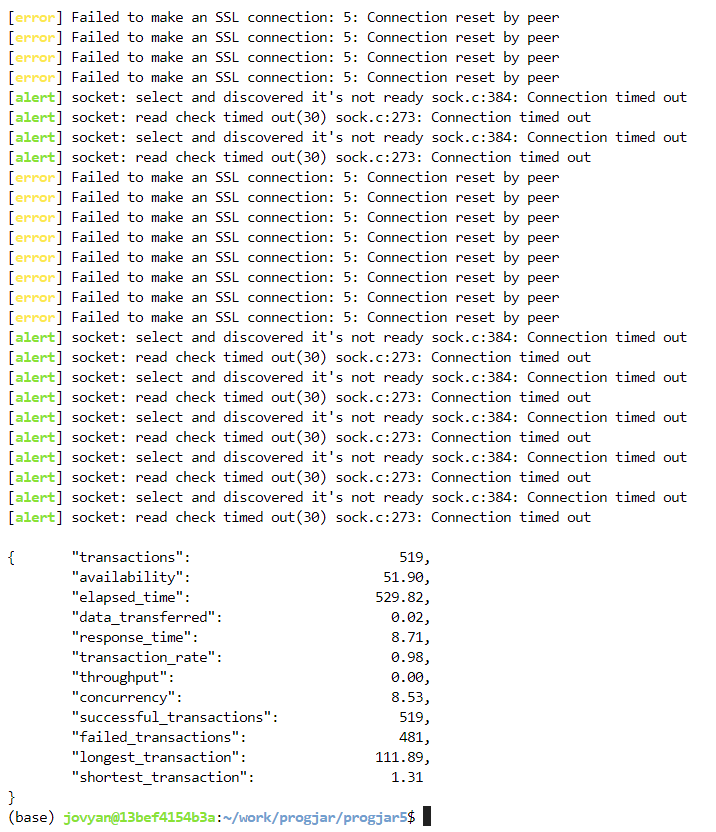 [error] Failed to make an SSL connection: 5: Connection reset by peer
[error] Failed to make an SSL connection: 5: Connection reset by peer
[error] Failed to make an SSL connection: 5: Connection reset by peer
[error] Failed to make an SSL connection: 5: Connection reset by peer
[alert] socket: select and discovered it's not ready sock.c:384: Connection timed out
[alert] socket: read check timed out(30) sock.c:273: Connection timed out
[alert] socket: select and discovered it's not ready sock.c:384: Connection timed out
[alert] socket: read check timed out(30) sock.c:273: Connection timed out
[error] Failed to make an SSL connection: 5: Connection reset by peer
[error] Failed to make an SSL connection: 5: Connection reset by peer
[error] Failed to make an SSL connection: 5: Connection reset by peer
[error] Failed to make an SSL connection: 5: Connection reset by peer
[error] Failed to make an SSL connection: 5: Connection reset by peer
[error] Failed to make an SSL connection: 5: Connection reset by peer
[error] Failed to make an SSL connection: 5: Connection reset by peer
[error] Failed to make an SSL connection: 5: Connection reset by peer
[alert] socket: select and discovered it's not ready sock.c:384: Connection timed out
[alert] socket: read check timed out(30) sock.c:273: Connection timed out
[alert] socket: select and discovered it's not ready sock.c:384: Connection timed out
[alert] socket: read check timed out(30) sock.c:273: Connection timed out
[alert] socket: select and discovered it's not ready sock.c:384: Connection timed out
[alert] socket: read check timed out(30) sock.c:273: Connection timed out
[alert] socket: select and discovered it's not ready sock.c:384: Connection timed out
[alert] socket: read check timed out(30) sock.c:273: Connection timed out
[alert] socket: select and discovered it's not ready sock.c:384: Connection timed out
[alert] socket: read check timed out(30) sock.c:273: Connection timed out

{       "transactions":                          519,
        "availability":                        51.90,
        "elapsed_time":                       529.82,
        "data_transferred":                     0.02,
        "response_time":                        8.71,
        "transaction_rate":                     0.98,
        "throughput":                           0.00,
        "concurrency":                          8.53,
        "successful_transactions":               519,
        "failed_transactions":                   481,
        "longest_transaction":                111.89,
        "shortest_transaction":                 1.31
}
(base) jovyan@13bef4154b3a:~/work/progjar/progjar5$